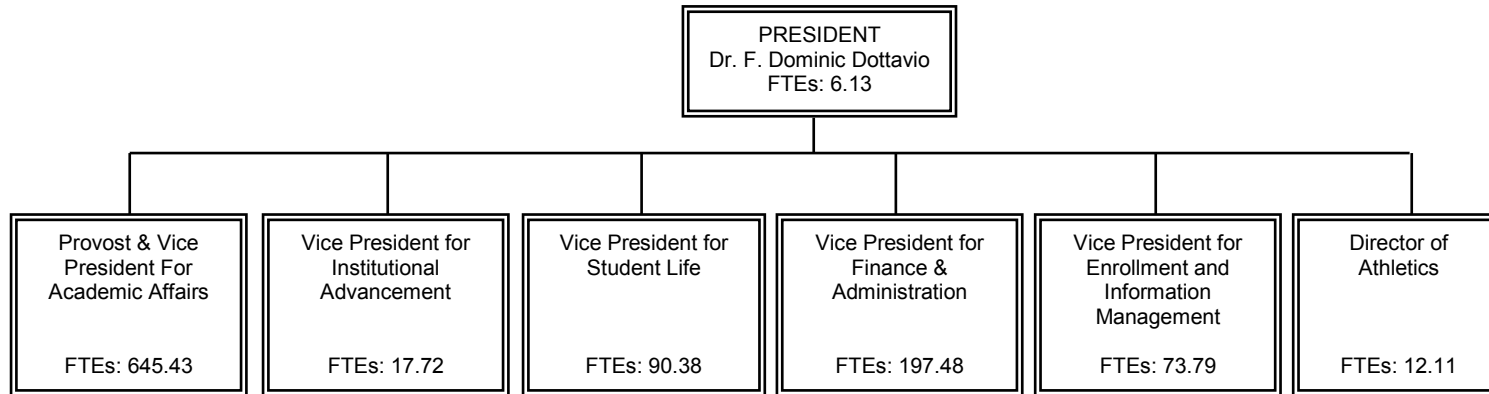 PRESIDENT
Dr. F. Dominic Dottavio
FTEs: 6.13
Provost & Vice
President For
Academic Affairs
FTEs: 645.43
Vice President for
Institutional
Advancement
FTEs: 17.72
Vice President for
Student Life
FTEs: 90.38
Vice President for
Finance &
Administration
FTEs: 197.48
Vice President for
Enrollment and
Information
Management
FTEs: 73.79
Director of
Athletics
FTEs: 12.11